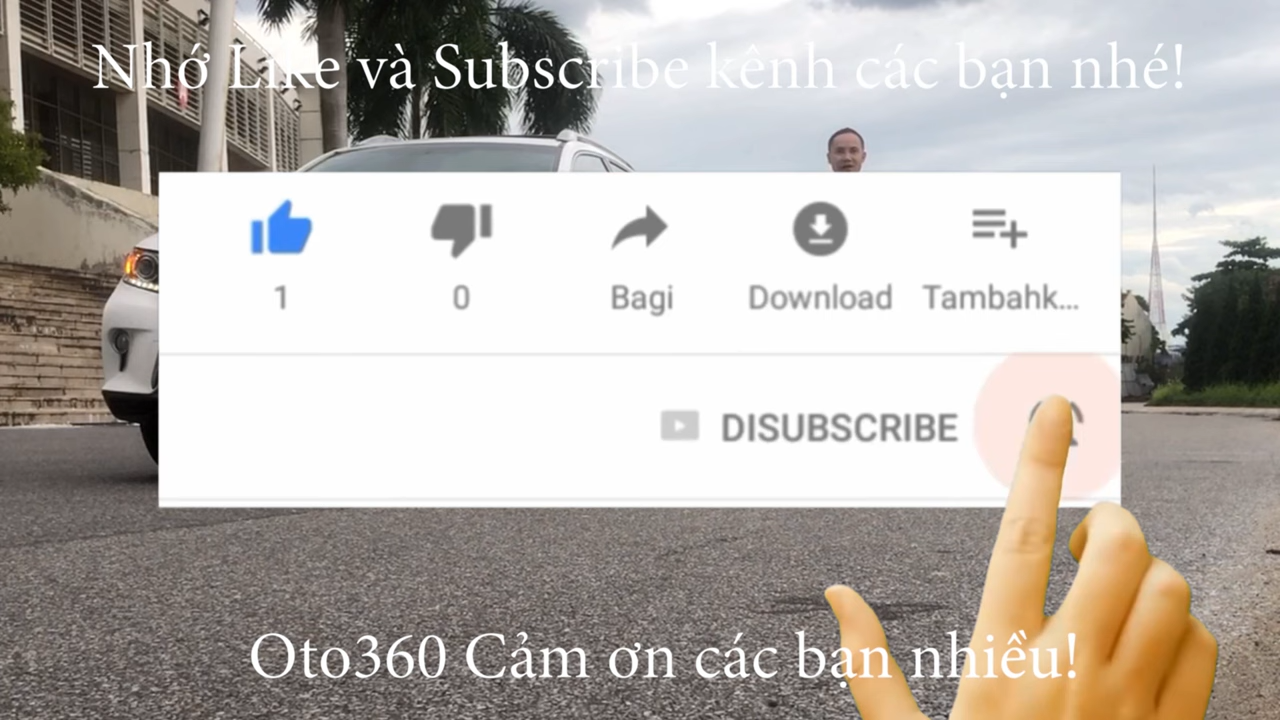 Nhớ Like và Subscribe kênh các bạn nhé!
1 0 Bagi Download Tambahk...
DISUBSCRIBE
Oto360 Cảm ơn các bạn nhiều!